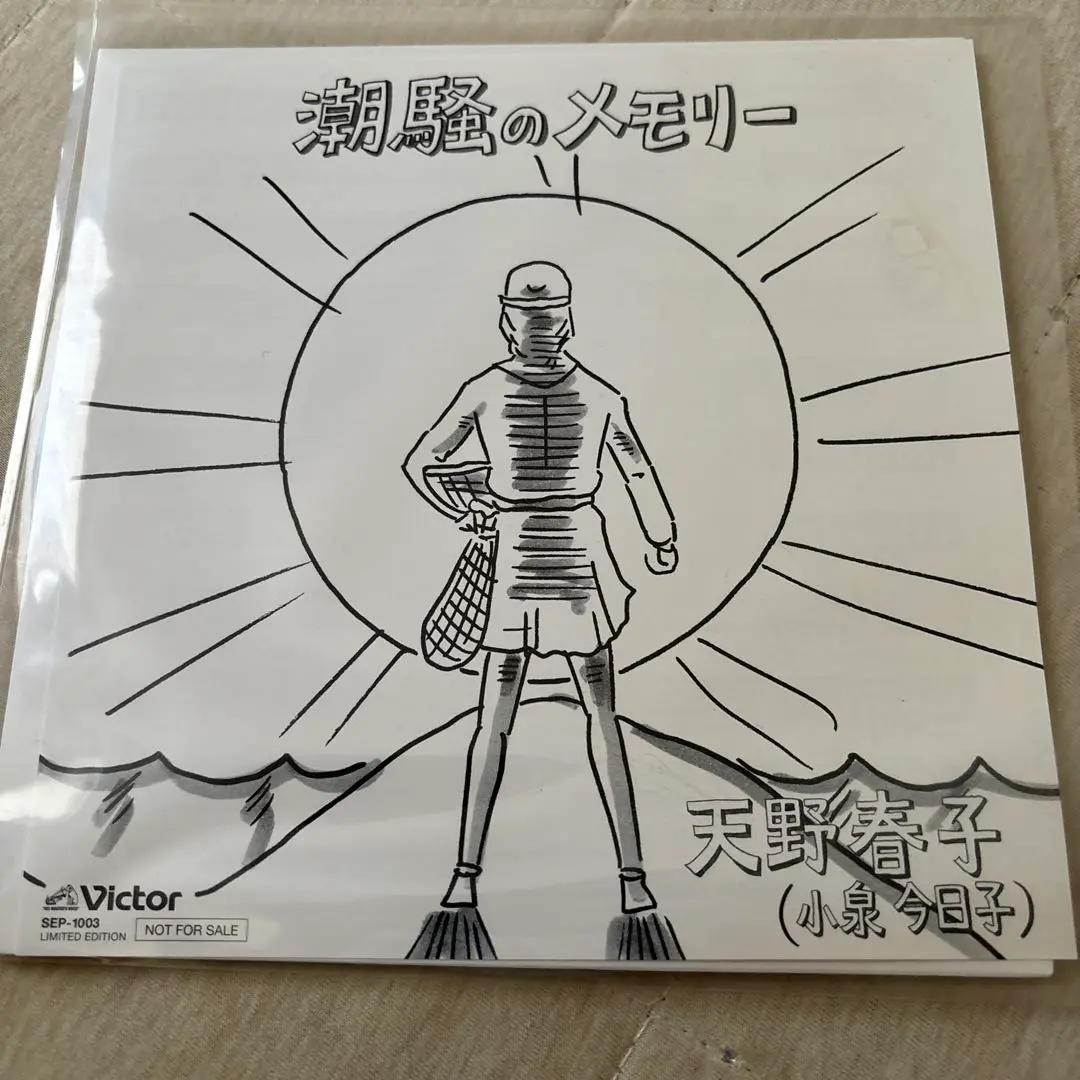 潮騒のメモリー
天野春子
(小泉今日子)
Victor
SEP-1003
LIMITED EDITION
NOT FOR SALE